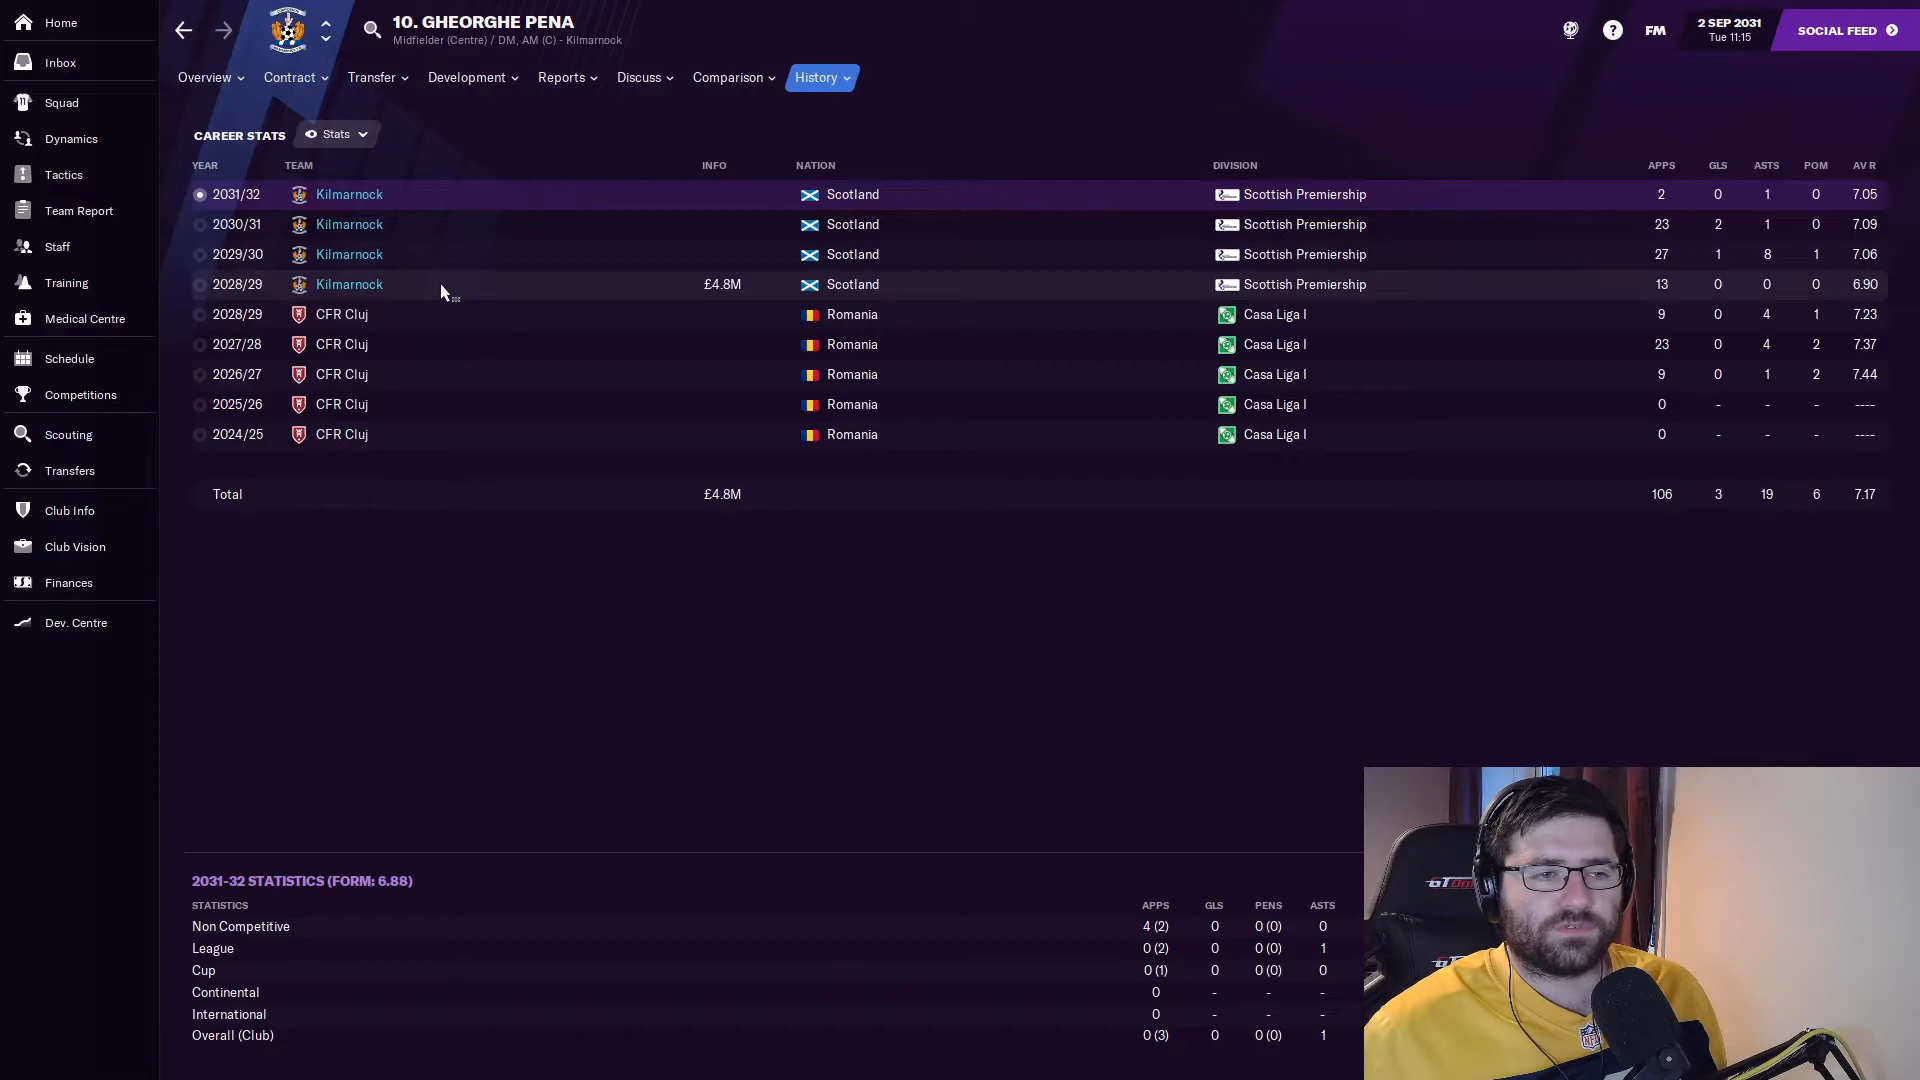 Home
Inbox
Squad
Dynamics
Tactics
Team Report
Staff
Training
Medical Centre
Schedule
Competitions
Scouting
Transfers
Club Info
Club Vision
Finances
Dev. Centre
10. GHEORGHE PENA
Midfielder (Centre) / DM, AM (C) - Kilmarnock
FM
2 SEP 2031
Tue 11:15
SOCIAL FEED
Overview Contract Transfer Development Reports Discuss Comparison History
CAREER STATS Stats
YEAR TEAM INFO NATION DIVISION APPS GLS ASTS POM AV R
2031/32 Kilmarnock Scotland Scottish Premiership 2 0 1 0 7.05
2030/31 Kilmarnock Scotland Scottish Premiership 23 2 1 0 7.09
2029/30 Kilmarnock Scotland Scottish Premiership 27 1 8 1 7.06
2028/29 Kilmarnock £4.8M Scotland Scottish Premiership 13 0 0 0 6.90
2028/29 CFR Cluj Romania Casa Liga I 9 0 4 1 7.23
2027/28 CFR Cluj Romania Casa Liga I 23 0 4 2 7.37
2026/27 CFR Cluj Romania Casa Liga I 9 0 1 2 7.44
2025/26 CFR Cluj Romania Casa Liga I 0 - - - ----
2024/25 CFR Cluj Romania Casa Liga I 0 - - - ----
Total £4.8M 106 3 19 6 7.17
2031-32 STATISTICS (FORM: 6.88)
STATISTICS APPS GLS PENS ASTS
Non Competitive 4 (2) 0 0 (0) 0
League 0 (2) 0 0 (0) 1
Cup 0 (1) 0 0 (0) 0
Continental 0 - - -
International 0 - - -
Overall (Club) 0 (3) 0 0 (0) 1
NFL